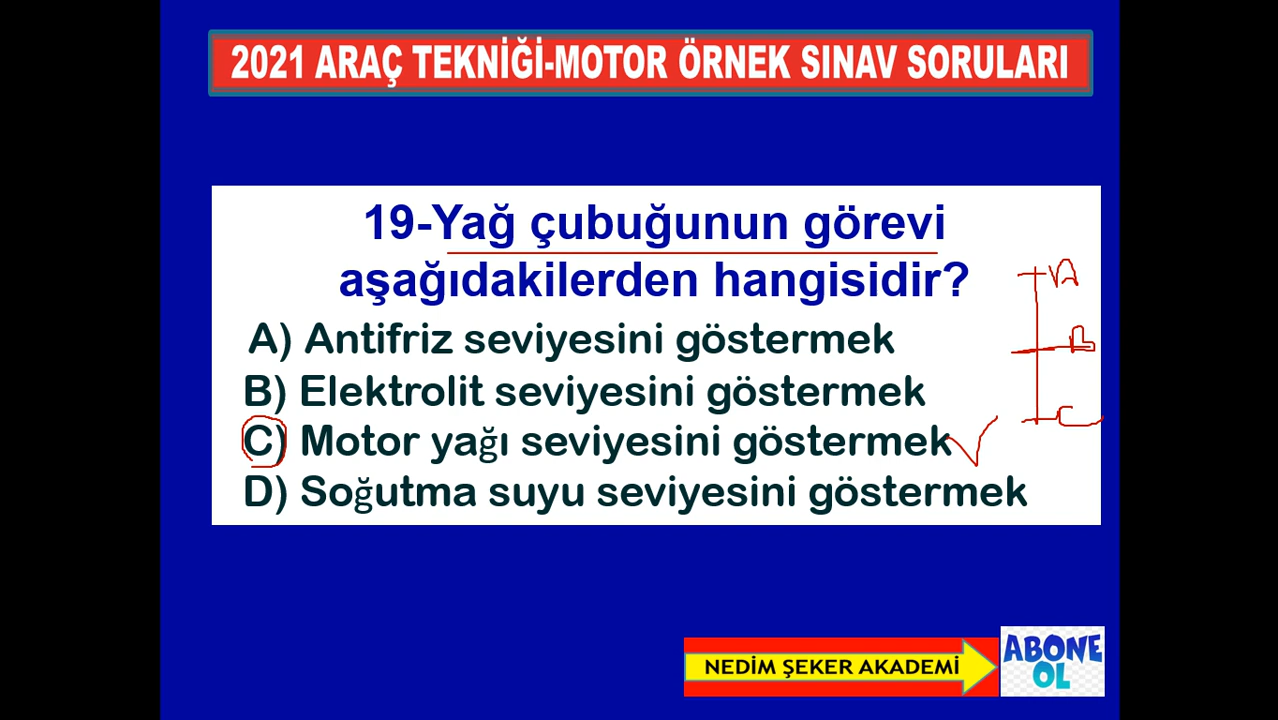 2021 ARAÇ TEKNİĞİ-MOTOR ÖRNEK SINAV SORULARI
19-Yağ çubuğunun görevi
aşağıdakilerden hangisidir?
A) Antifriz seviyesini göstermek
B) Elektrolit seviyesini göstermek
C) Motor yağı seviyesini göstermek
D) Soğutma suyu seviyesini göstermek
A
B
C
NEDİM ŞEKER AKADEMİ
ABONE
OL